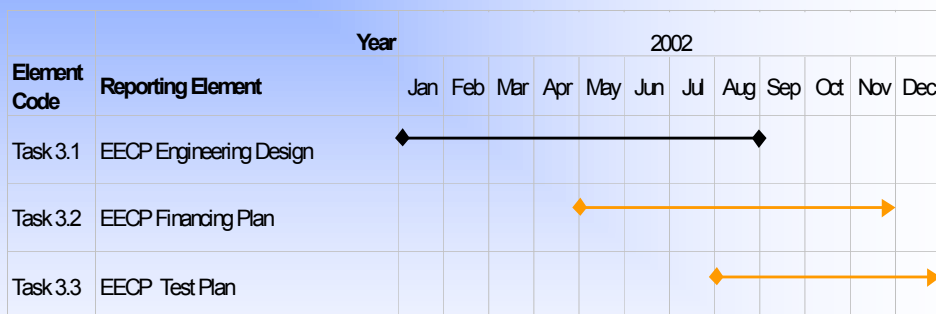 Year 2002
Element Code Reporting Element Jan Feb Mar Apr May Jun Jul Aug Sep Oct Nov Dec
Task 3.1 EECP Engineering Design
Task 3.2 EECP Financing Plan
Task 3.3 EECP Test Plan